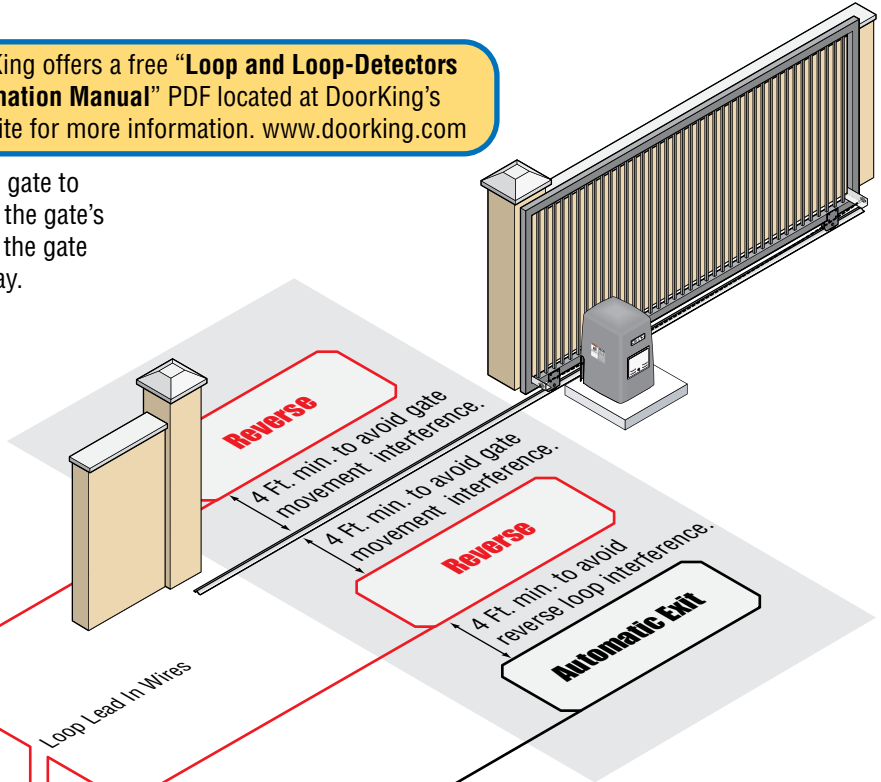 King offers a free “Loop and Loop-Detectors
mation Manual” PDF located at DoorKing's
ite for more information. www.doorking.com
gate to
the gate's
the gate
ay.
Reverse
4 Ft. min. to avoid gate
movement interference.
4 Ft. min. to avoid gate
movement interference.
Reverse
4 Ft. min. to avoid
reverse loop interference.
Automatic Exit
Loop Lead In Wires